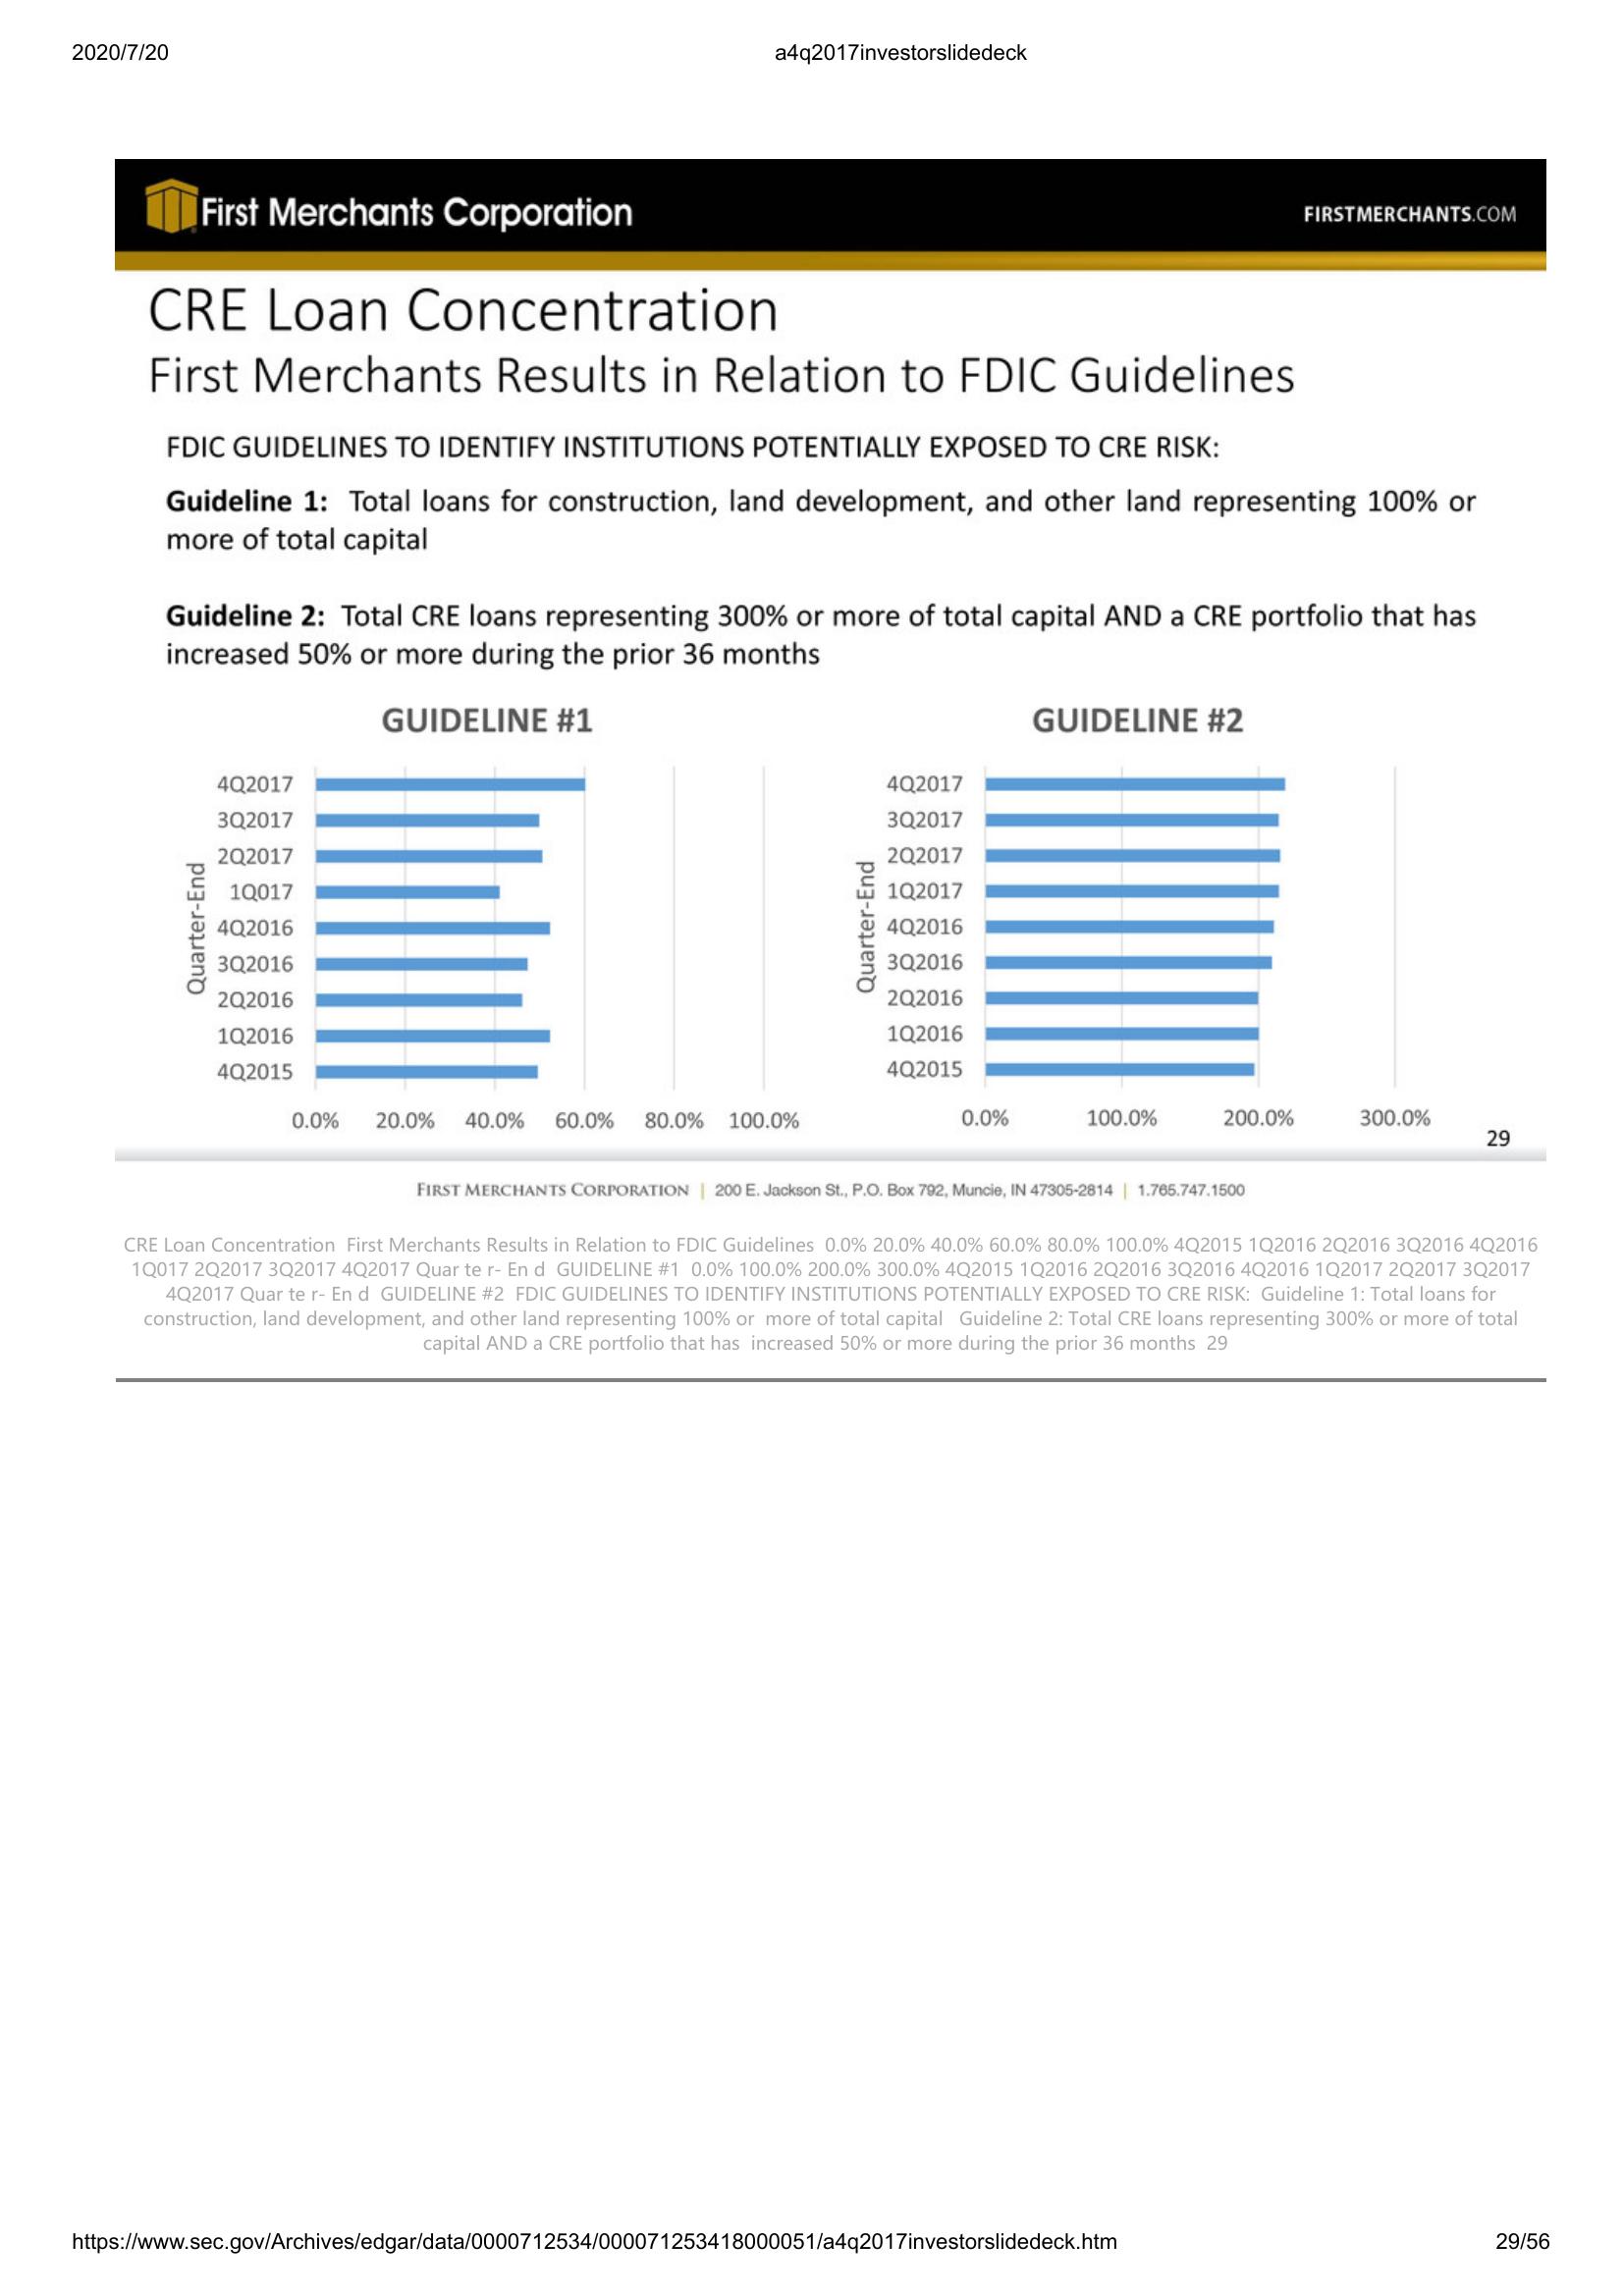 2020/7/20
a4q2017investorslidedeck
First Merchants Corporation
FIRSTMERCHANTS.COM
CRE Loan Concentration
First Merchants Results in Relation to FDIC Guidelines
FDIC GUIDELINES TO IDENTIFY INSTITUTIONS POTENTIALLY EXPOSED TO CRE RISK:
Guideline 1: Total loans for construction, land development, and other land representing 100% or
more of total capital
Guideline 2: Total CRE loans representing 300% or more of total capital AND a CRE portfolio that has
increased 50% or more during the prior 36 months
GUIDELINE #1
Quarter-End
4Q2017
3Q2017
2Q2017
1Q017
4Q2016
3Q2016
2Q2016
1Q2016
4Q2015
0.0% 20.0% 40.0% 60.0% 80.0% 100.0%
GUIDELINE #2
Quarter-End
4Q2017
3Q2017
2Q2017
1Q2017
4Q2016
3Q2016
2Q2016
1Q2016
4Q2015
0.0% 100.0% 200.0% 300.0%
29
FIRST MERCHANTS CORPORATION | 200 E. Jackson St., P.O. Box 792, Muncie, IN 47305-2814 | 1.765.747.1500
CRE Loan Concentration First Merchants Results in Relation to FDIC Guidelines 0.0% 20.0% 40.0% 60.0% 80.0% 100.0% 4Q2015 1Q2016 2Q2016 3Q2016 4Q2016
1Q017 2Q2017 3Q2017 4Q2017 Quar te r- En d GUIDELINE #1 0.0% 100.0% 200.0% 300.0% 4Q2015 1Q2016 2Q2016 3Q2016 4Q2016 1Q2017 2Q2017 3Q2017
4Q2017 Quar te r- En d GUIDELINE #2 FDIC GUIDELINES TO IDENTIFY INSTITUTIONS POTENTIALLY EXPOSED TO CRE RISK: Guideline 1: Total loans for
construction, land development, and other land representing 100% or more of total capital Guideline 2: Total CRE loans representing 300% or more of total
capital AND a CRE portfolio that has increased 50% or more during the prior 36 months 29
https://www.sec.gov/Archives/edgar/data/0000712534/000071253418000051/a4q2017investorslidedeck.htm
29/56